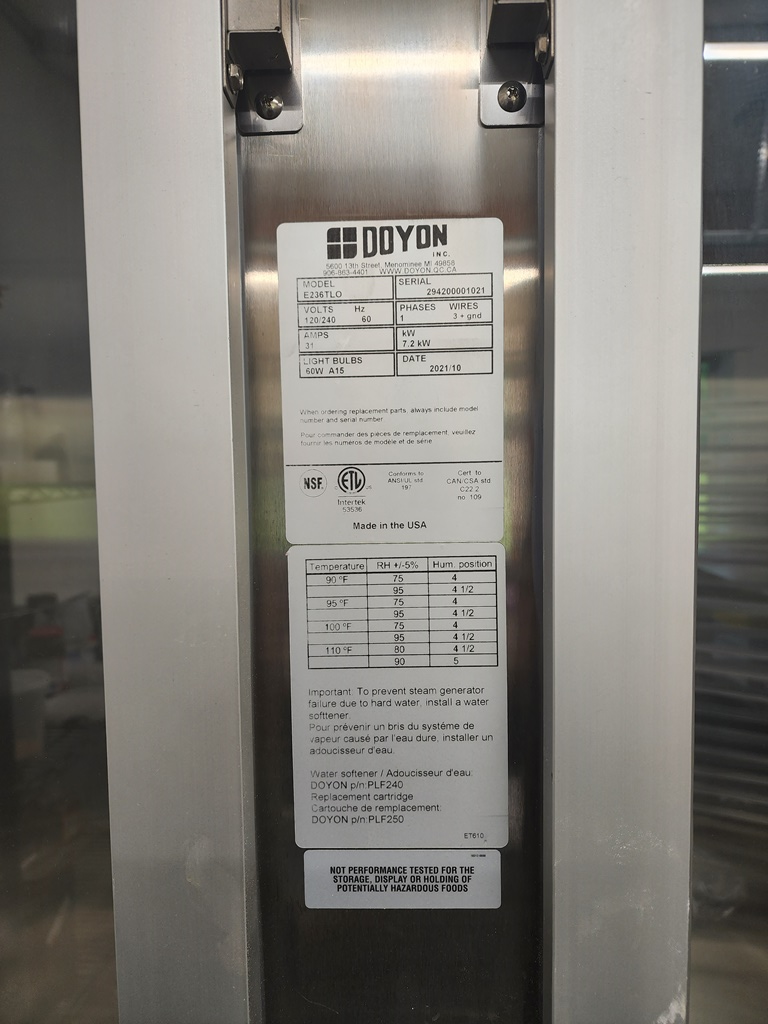 DOYON
INC.
5600 13th Street, Menominee MI 49858
906-863-4401 WWW.DOYON.QC.CA
MODEL
E236TLO
SERIAL
294200001021
VOLTS Hz
120/240 60
PHASES WIRES
1 3 + gnd
AMPS
31
kW
7.2 kW
LIGHT BULBS
60W A15
DATE
2021/10
When ordering replacement parts, always include model
number and serial number
Pour commander des pièces de remplacement, veuillez
fournir les numéros de modèle et de série
NSF.
ETL
Intertek
53536
Conforms to
ANSI/UL std
197
Cert. to
CAN/CSA std
C22.2
no. 109
Made in the USA
Temperature RH +/-5% Hum. position
90 °F 75 4
95 4 1/2
95 °F 75 4
95 4 1/2
100 °F 75 4
95 4 1/2
110 °F 80 4 1/2
90 5
Important: To prevent steam generator
failure due to hard water, install a water
softtener.
Pour prévenir un bris du système de
vapeur causé par l'eau dure, installer un
adoucisseur d'eau.
Water softener / Adoucisseur d'eau:
DOYON p/n:PLF240
Replacement cartridge
Cartouche de remplacement:
DOYON p/n:PLF250
ET610
NOT PERFORMANCE TESTED FOR THE
STORAGE, DISPLAY OR HOLDING OF
POTENTIALLY HAZARDOUS FOODS